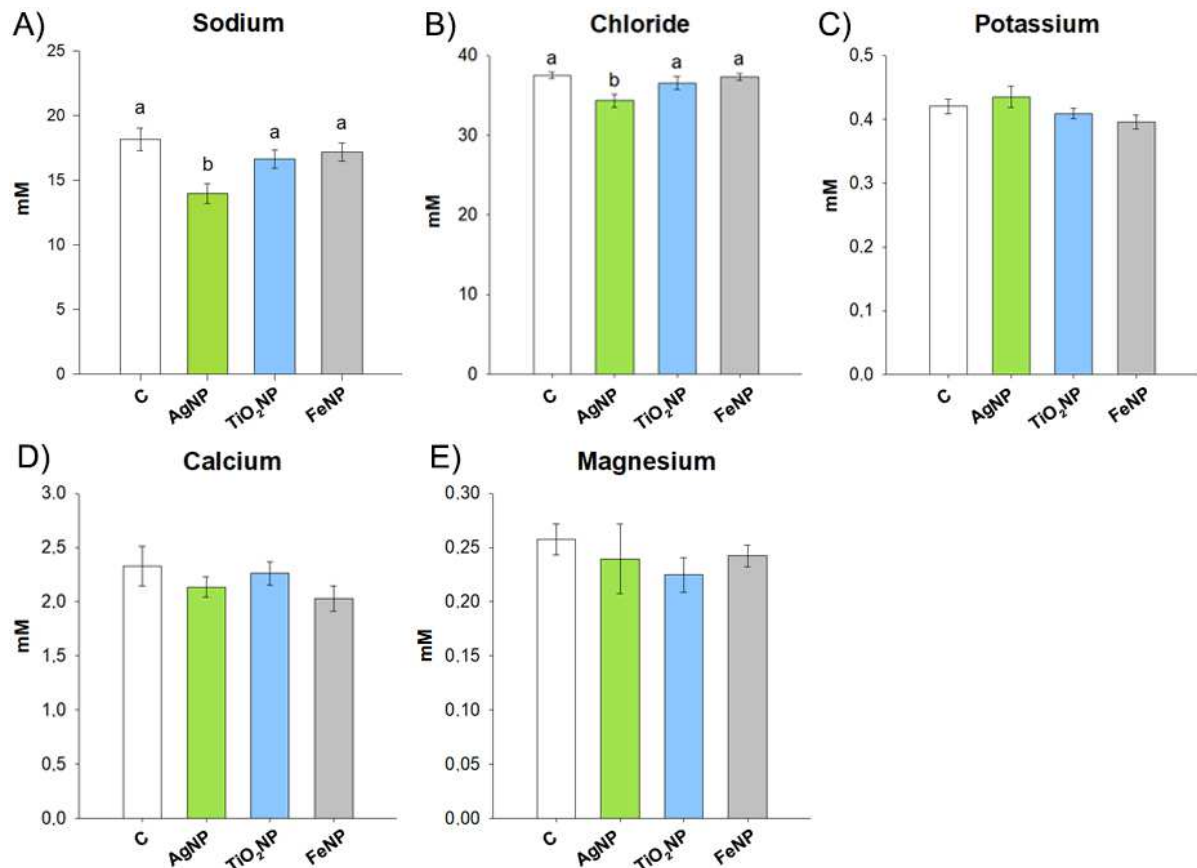 A) Sodium
25
20
15
10
5
0
mM
a
b
a
a
C
AgNP
TiO₂NP
FeNP
B) Chloride
40
30
20
10
0
mM
a
b
a
a
C
AgNP
TiO₂NP
FeNP
C) Potassium
0.5
0.4
0.3
0,2
0,1
0.0
mM
C
AgNP
TiO₂NP
FeNP
D) Calcium
3.0
2.5
2.0
1.5
1.0
0.5
0.0
mM
C
AgNP
TiO₂NP
FeNP
E) Magnesium
0.30
0.25
0.20
0.15
0.10
0.05
0.00
mM
C
AgNP
TiO₂NP
FeNP